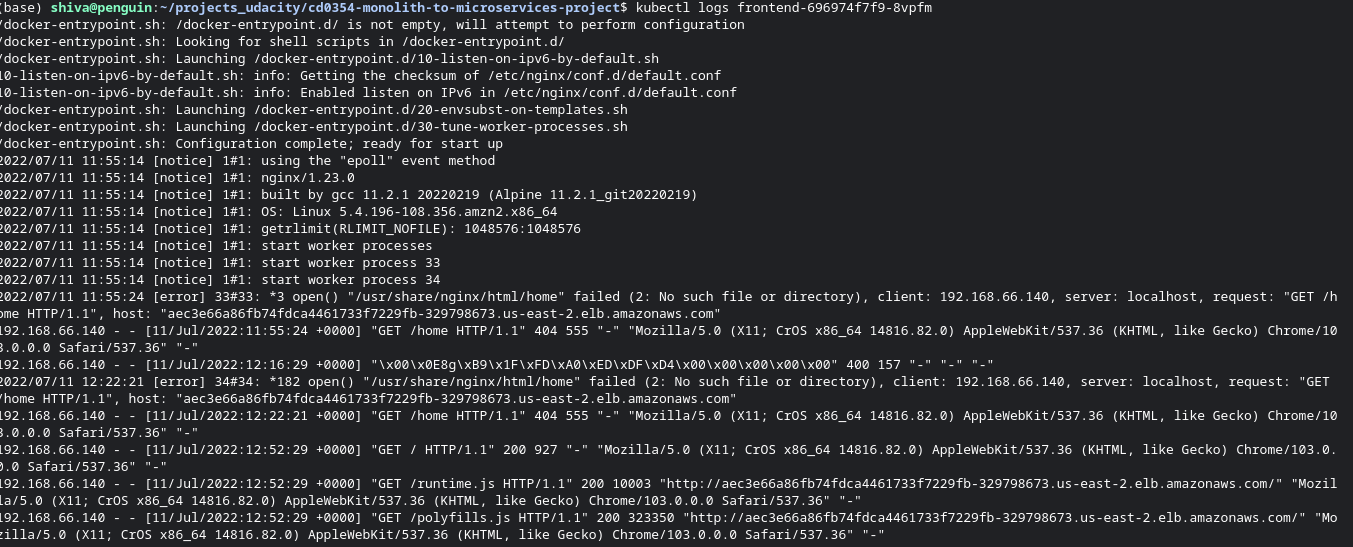 (base) shiva@penguin:~/projects_udacity/cd0354-monolith-to-microservices-project$ kubectl logs frontend-696974f7f9-8vpfm
/docker-entrypoint.sh: /docker-entrypoint.d/ is not empty, will attempt to perform configuration
/docker-entrypoint.sh: Looking for shell scripts in /docker-entrypoint.d/
/docker-entrypoint.sh: Launching /docker-entrypoint.d/10-listen-on-ipv6-by-default.sh
10-listen-on-ipv6-by-default.sh: info: Getting the checksum of /etc/nginx/conf.d/default.conf
10-listen-on-ipv6-by-default.sh: info: Enabled listen on IPv6 in /etc/nginx/conf.d/default.conf
/docker-entrypoint.sh: Launching /docker-entrypoint.d/20-envsubst-on-templates.sh
/docker-entrypoint.sh: Launching /docker-entrypoint.d/30-tune-worker-processes.sh
/docker-entrypoint.sh: Configuration complete; ready for start up
2022/07/11 11:55:14 [notice] 1#1: using the "epoll" event method
2022/07/11 11:55:14 [notice] 1#1: nginx/1.23.0
2022/07/11 11:55:14 [notice] 1#1: built by gcc 11.2.1 20220219 (Alpine 11.2.1_git20220219)
2022/07/11 11:55:14 [notice] 1#1: OS: Linux 5.4.196-108.356.amzn2.x86_64
2022/07/11 11:55:14 [notice] 1#1: getrlimit(RLIMIT_NOFILE): 1048576:1048576
2022/07/11 11:55:14 [notice] 1#1: start worker processes
2022/07/11 11:55:14 [notice] 1#1: start worker process 33
2022/07/11 11:55:14 [notice] 1#1: start worker process 34
2022/07/11 11:55:24 [error] 33#33: *3 open() "/usr/share/nginx/html/home" failed (2: No such file or directory), client: 192.168.66.140, server: localhost, request: "GET /h
ome HTTP/1.1", host: "aec3e66a86fb74fdca4461733f7229fb-329798673.us-east-2.elb.amazonaws.com"
192.168.66.140 - - [11/Jul/2022:11:55:24 +0000] "GET /home HTTP/1.1" 404 555 "-" "Mozilla/5.0 (X11; CrOS x86_64 14816.82.0) AppleWebKit/537.36 (KHTML, like Gecko) Chrome/10
3.0.0.0 Safari/537.36" "-"
192.168.66.140 - - [11/Jul/2022:12:16:29 +0000] "\x00\x0E8g\xB9\x1F\xFD\xA0\xED\xDF\xD4\x00\x00\x00\x00\x00" 400 157 "-" "-" "-"
2022/07/11 12:22:21 [error] 34#34: *182 open() "/usr/share/nginx/html/home" failed (2: No such file or directory), client: 192.168.66.140, server: localhost, request: "GET
/home HTTP/1.1", host: "aec3e66a86fb74fdca4461733f7229fb-329798673.us-east-2.elb.amazonaws.com"
192.168.66.140 - - [11/Jul/2022:12:22:21 +0000] "GET /home HTTP/1.1" 404 555 "-" "Mozilla/5.0 (X11; CrOS x86_64 14816.82.0) AppleWebKit/537.36 (KHTML, like Gecko) Chrome/10
3.0.0.0 Safari/537.36" "-"
192.168.66.140 - - [11/Jul/2022:12:52:29 +0000] "GET / HTTP/1.1" 200 927 "-" "Mozilla/5.0 (X11; CrOS x86_64 14816.82.0) AppleWebKit/537.36 (KHTML, like Gecko) Chrome/103.0.
0.0 Safari/537.36" "-"
192.168.66.140 - - [11/Jul/2022:12:52:29 +0000] "GET /runtime.js HTTP/1.1" 200 10003 "http://aec3e66a86fb74fdca4461733f7229fb-329798673.us-east-2.elb.amazonaws.com/" "Mozil
la/5.0 (X11; CrOS x86_64 14816.82.0) AppleWebKit/537.36 (KHTML, like Gecko) Chrome/103.0.0.0 Safari/537.36" "-"
192.168.66.140 - - [11/Jul/2022:12:52:29 +0000] "GET /polyfills.js HTTP/1.1" 200 323350 "http://aec3e66a86fb74fdca4461733f7229fb-329798673.us-east-2.elb.amazonaws.com/" "Mo
zilla/5.0 (X11; CrOS x86_64 14816.82.0) AppleWebKit/537.36 (KHTML, like Gecko) Chrome/103.0.0.0 Safari/537.36" "-"